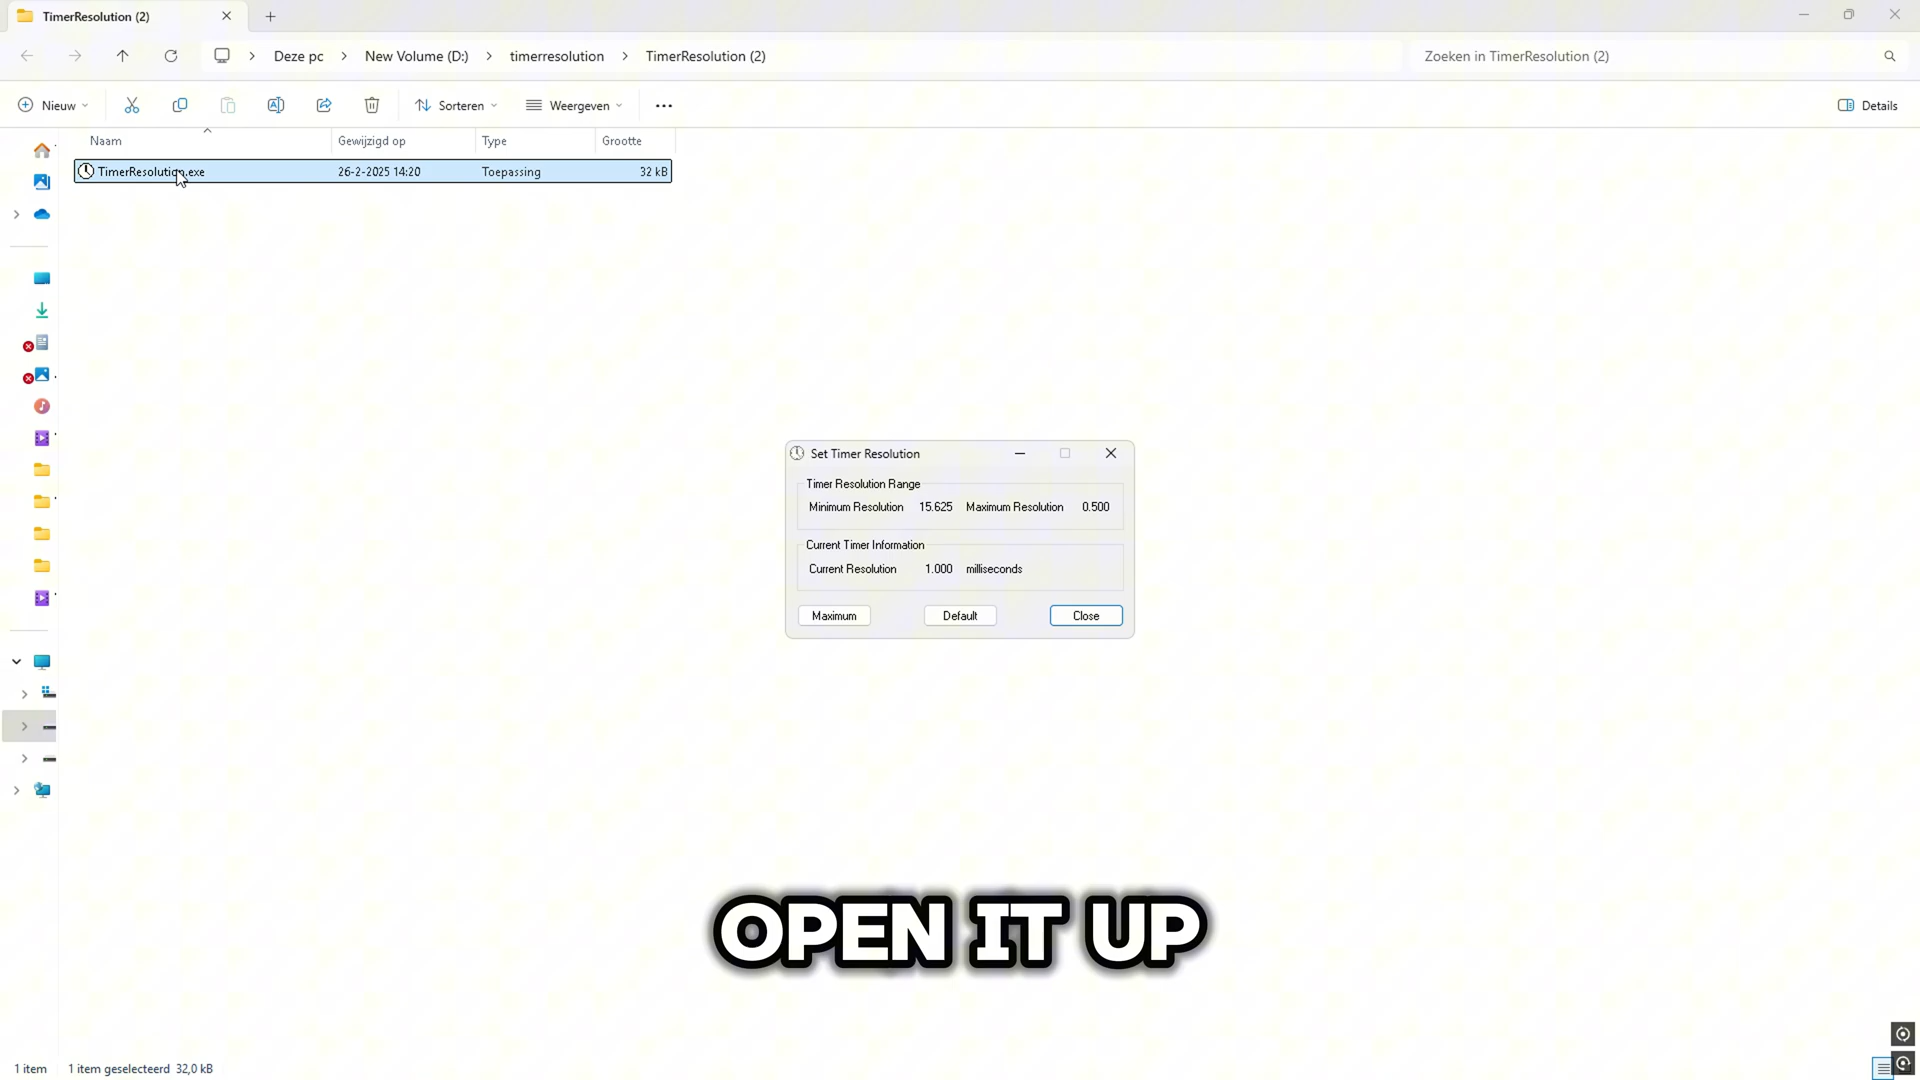 TimerResolution (2)
Deze pc
New Volume (D:)
timerresolution
TimerResolution (2)
Zoeken in TimerResolution (2)
Nieuw
Sorteren
Weergeven
Details
Naam
Gewijzigd op
Type
Grootte
TimerResolution.exe
26-2-2025 14:20
Toepassing
32 kB
Set Timer Resolution
Timer Resolution Range
Minimum Resolution 15.625 Maximum Resolution 0.500
Current Timer Information
Current Resolution 1.000 milliseconds
Maximum
Default
Close
OPEN IT UP
1 item
1 item geselecteerd 32,0 kB